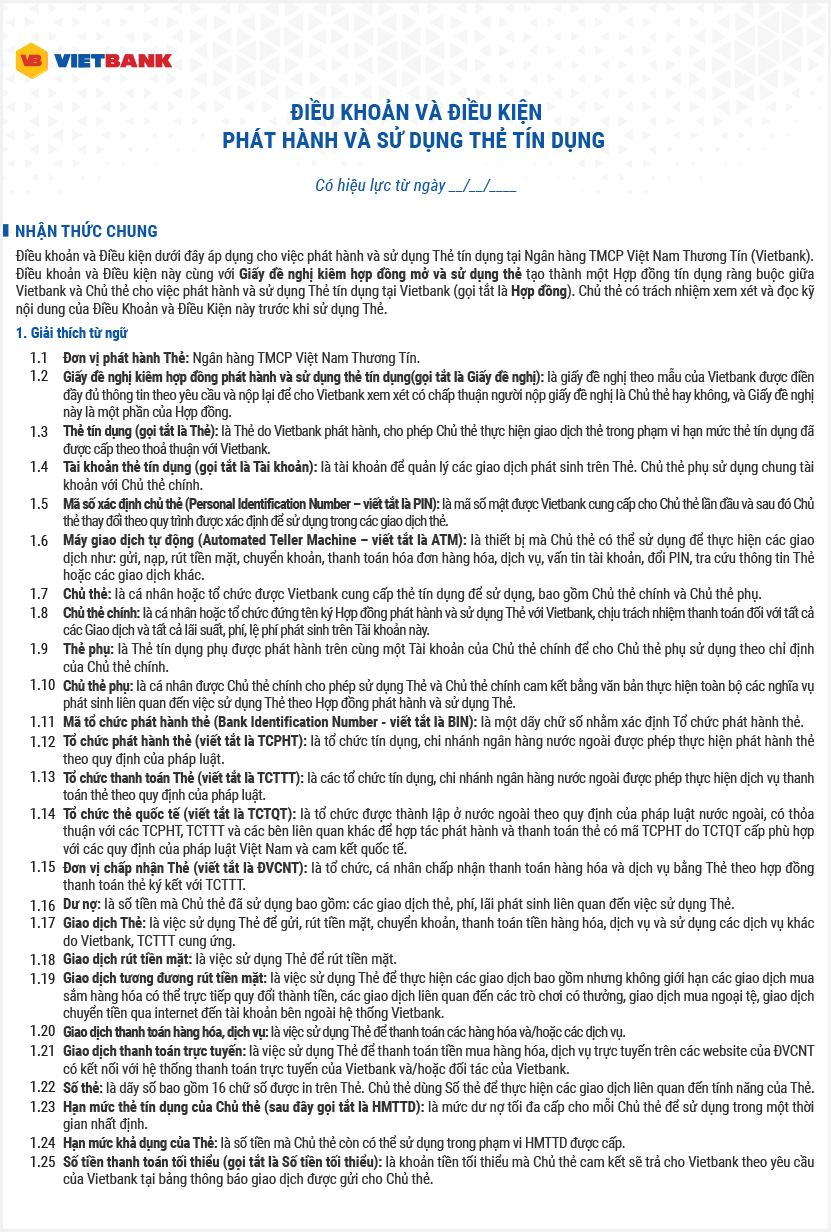 VB VIETBANK
ĐIỀU KHOẢN VÀ ĐIỀU KIỆN
PHÁT HÀNH VÀ SỬ DỤNG THẺ TÍN DỤNG
Có hiệu lực từ ngày __/__/____
NHẬN THỨC CHUNG
Điều khoản và Điều kiện dưới đây áp dụng cho việc phát hành và sử dụng Thẻ tín dụng tại Ngân hàng TMCP Việt Nam Thương Tín (Vietbank).
Điều khoản và Điều kiện này cùng với Giấy đề nghị kiêm hợp đồng mở và sử dụng thẻ tạo thành một Hợp đồng tín dụng ràng buộc giữa
Vietbank và Chủ thẻ cho việc phát hành và sử dụng Thẻ tín dụng tại Vietbank (gọi tắt là Hợp đồng). Chủ thẻ có trách nhiệm xem xét và đọc kỹ
nội dung của Điều Khoản và Điều Kiện này trước khi sử dụng Thẻ.
1. Giải thích từ ngữ
1.1 Đơn vị phát hành Thẻ: Ngân hàng TMCP Việt Nam Thương Tín.
1.2 Giấy đề nghị kiêm hợp đồng phát hành và sử dụng thẻ tín dụng(gọi tắt là Giấy đề nghị): là giấy đề nghị theo mẫu của Vietbank được điền
đầy đủ thông tin theo yêu cầu và nộp lại để cho Vietbank xem xét có chấp thuận người nộp giấy đề nghị là Chủ thẻ hay không, và Giấy đề nghị
này là một phần của Hợp đồng.
1.3 Thẻ tín dụng (gọi tắt là Thẻ): là Thẻ do Vietbank phát hành, cho phép Chủ thẻ thực hiện giao dịch thẻ trong phạm vi hạn mức thẻ tín dụng đã
được cấp theo thoả thuận với Vietbank.
1.4 Tài khoản thẻ tín dụng (gọi tắt là Tài khoản): là tài khoản để quản lý các giao dịch phát sinh trên Thẻ. Chủ thẻ phụ sử dụng chung tài
khoản với Chủ thẻ chính.
1.5 Mã số xác định chủ thẻ (Personal Identification Number – viết tắt là PIN): là mã số mật được Vietbank cung cấp cho Chủ thẻ lần đầu và sau đó Chủ
thẻ thay đổi theo quy trình được xác định để sử dụng trong các giao dịch thẻ.
1.6 Máy giao dịch tự động (Automated Teller Machine – viết tắt là ATM): là thiết bị mà Chủ thẻ có thể sử dụng để thực hiện các giao
dịch như: gửi, nạp, rút tiền mặt, chuyển khoản, thanh toán hóa đơn hàng hóa, dịch vụ, vấn tin tài khoản, đổi PIN, tra cứu thông tin Thẻ
hoặc các giao dịch khác.
1.7 Chủ thẻ: là cá nhân hoặc tổ chức được Vietbank cung cấp thẻ tín dụng để sử dụng, bao gồm Chủ thẻ chính và Chủ thẻ phụ.
1.8 Chủ thẻ chính: là cá nhân hoặc tổ chức đứng tên ký Hợp đồng phát hành và sử dụng Thẻ với Vietbank, chịu trách nhiệm thanh toán đối với tất cả
các Giao dịch và tất cả lãi suất, phí, lệ phí phát sinh trên Tài khoản này.
1.9 Thẻ phụ: là Thẻ tín dụng phụ được phát hành trên cùng một Tài khoản của Chủ thẻ chính để cho Chủ thẻ phụ sử dụng theo chỉ định
của Chủ thẻ chính.
1.10 Chủ thẻ phụ: là cá nhân được Chủ thẻ chính cho phép sử dụng Thẻ và Chủ thẻ chính cam kết bằng văn bản thực hiện toàn bộ các nghĩa vụ
phát sinh liên quan đến việc sử dụng Thẻ theo Hợp đồng phát hành và sử dụng Thẻ.
1.11 Mã tổ chức phát hành thẻ (Bank Identification Number - viết tắt là BIN): là một dãy chữ số nhằm xác định Tổ chức phát hành thẻ.
1.12 Tổ chức phát hành thẻ (viết tắt là TCPHT): là tổ chức tín dụng, chi nhánh ngân hàng nước ngoài được phép thực hiện phát hành thẻ
theo quy định của pháp luật.
1.13 Tổ chức thanh toán Thẻ (viết tắt là TCTTT): là các tổ chức tín dụng, chi nhánh ngân hàng nước ngoài được phép thực hiện dịch vụ thanh
toán thẻ theo quy định của pháp luật.
1.14 Tổ chức thẻ quốc tế (viết tắt là TCTQT): là tổ chức được thành lập ở nước ngoài theo quy định của pháp luật nước ngoài, có thỏa
thuận với các TCPHT, TCTTT và các bên liên quan khác để hợp tác phát hành và thanh toán thẻ có mã TCPHT do TCTQT cấp phù hợp
với các quy định của pháp luật Việt Nam và cam kết quốc tế.
1.15 Đơn vị chấp nhận Thẻ (viết tắt là ĐVCNT): là tổ chức, cá nhân chấp nhận thanh toán hàng hóa và dịch vụ bằng Thẻ theo hợp đồng
thanh toán thẻ ký kết với TCTTT.
1.16 Dư nợ: là số tiền mà Chủ thẻ đã sử dụng bao gồm: các giao dịch thẻ, phí, lãi phát sinh liên quan đến việc sử dụng Thẻ.
1.17 Giao dịch Thẻ: là việc sử dụng Thẻ để gửi, rút tiền mặt, chuyển khoản, thanh toán tiền hàng hóa, dịch vụ và sử dụng các dịch vụ khác
do Vietbank, TCTTT cung ứng.
1.18 Giao dịch rút tiền mặt: là việc sử dụng Thẻ để rút tiền mặt.
1.19 Giao dịch tương đương rút tiền mặt: là việc sử dụng Thẻ để thực hiện các giao dịch bao gồm nhưng không giới hạn các giao dịch mua
sắm hàng hóa có thể trực tiếp quy đổi thành tiền, các giao dịch liên quan đến các trò chơi có thưởng, giao dịch mua ngoại tệ, giao dịch
chuyển tiền qua internet đến tài khoản bên ngoài hệ thống Vietbank.
1.20 Giao dịch thanh toán hàng hóa, dịch vụ: là việc sử dụng Thẻ để thanh toán các hàng hóa và/hoặc các dịch vụ.
1.21 Giao dịch thanh toán trực tuyến: là việc sử dụng Thẻ để thanh toán tiền mua hàng hóa, dịch vụ trực tuyến trên các website của ĐVCNT
có kết nối với hệ thống thanh toán trực tuyến của Vietbank và/hoặc đối tác của Vietbank.
1.22 Số thẻ: là dãy số bao gồm 16 chữ số được in trên Thẻ. Chủ thẻ dùng Số thẻ để thực hiện các giao dịch liên quan đến tính năng của Thẻ.
1.23 Hạn mức thẻ tín dụng của Chủ thẻ (sau đây gọi tắt là HMTTD): là mức dư nợ tối đa cấp cho mỗi Chủ thẻ để sử dụng trong một thời
gian nhất định.
1.24 Hạn mức khả dụng của Thẻ: là số tiền mà Chủ thẻ còn có thể sử dụng trong phạm vi HMTTD được cấp.
1.25 Số tiền thanh toán tối thiểu (gọi tắt là Số tiền tối thiểu): là khoản tiền tối thiểu mà Chủ thẻ cam kết sẽ trả cho Vietbank theo yêu cầu
của Vietbank tại bảng thông báo giao dịch được gửi cho Chủ thẻ.